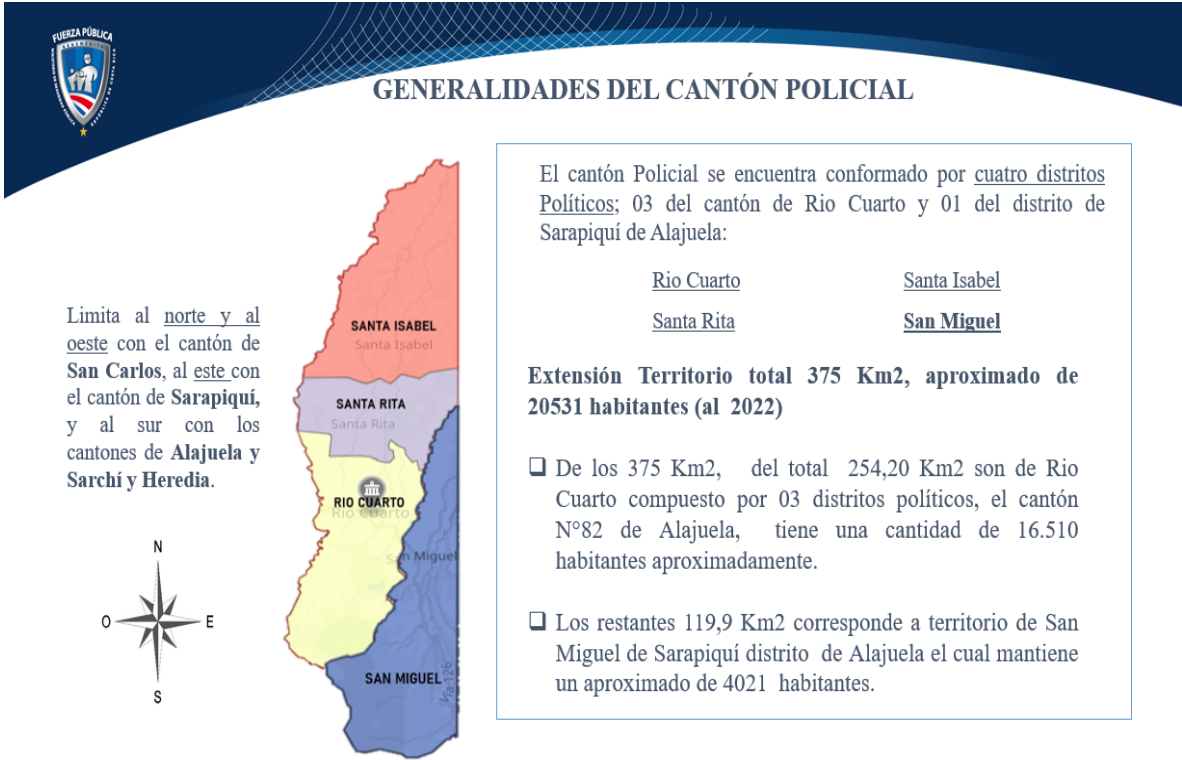 FUERZA PÚBLICA
BENEMÉRITA
GENERALIDADES DEL CANTÓN POLICIAL
Limita al norte y al
oeste con el cantón de
San Carlos, al este con
el cantón de Sarapiquí,
y al sur con los
cantones de Alajuela y
Sarchí y Heredia.
N
O
E
S
SANTA ISABEL
Santa Isabel
SANTA RITA
Santa Rita
RIO CUARTO
Río Cuarto
San Miguel
SAN MIGUEL
Vía 126
El cantón Policial se encuentra conformado por cuatro distritos
Políticos; 03 del cantón de Rio Cuarto y 01 del distrito de
Sarapiquí de Alajuela:
Rio Cuarto
Santa Isabel
Santa Rita
San Miguel
Extensión Territorio total 375 Km2, aproximado de
20531 habitantes (al 2022)
❑ De los 375 Km2, del total 254,20 Km2 son de Rio
Cuarto compuesto por 03 distritos políticos, el cantón
N°82 de Alajuela, tiene una cantidad de 16.510
habitantes aproximadamente.
❑ Los restantes 119,9 Km2 corresponde a territorio de San
Miguel de Sarapiquí distrito de Alajuela el cual mantiene
un aproximado de 4021 habitantes.